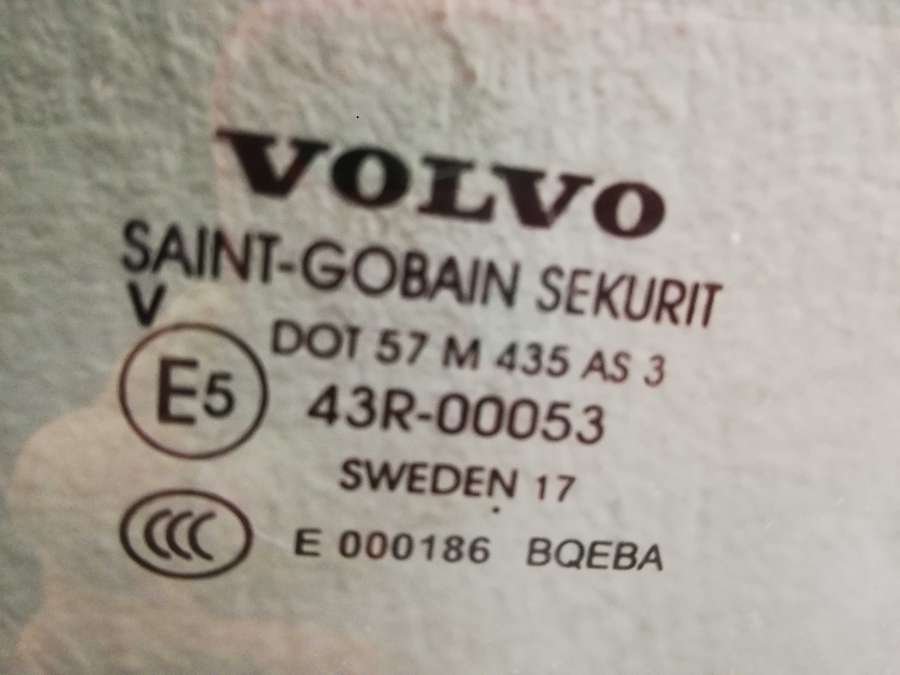 VOLVO
SAINT-GOBAIN SEKURIT
V
DOT 57 M 435 AS 3
E5
43R-00053
SWEDEN 17
CCC
E 000186 BQEBA